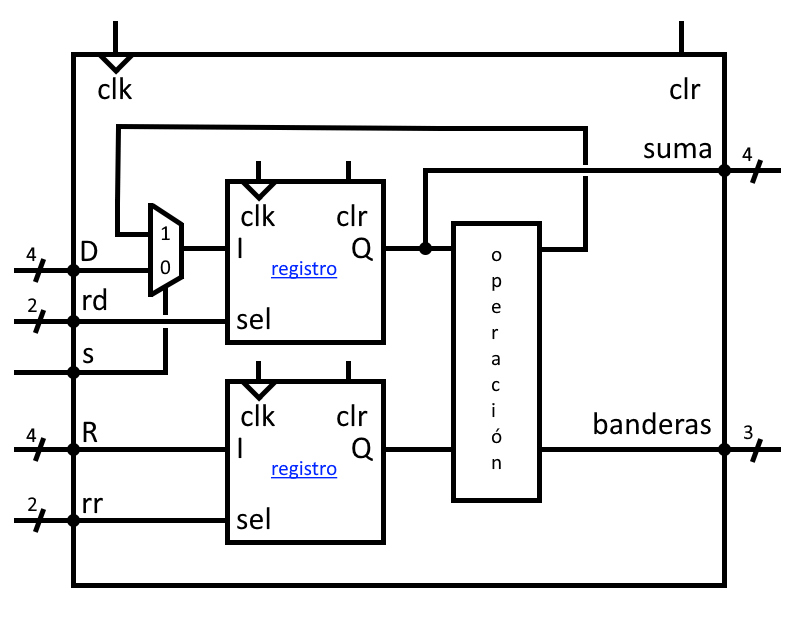 clk
clr
suma
4
clk
clr
1
I
Q
4
D
0
registro
2
rd
sel
s
operación
clk
clr
banderas
3
4
R
I
Q
registro
2
rr
sel